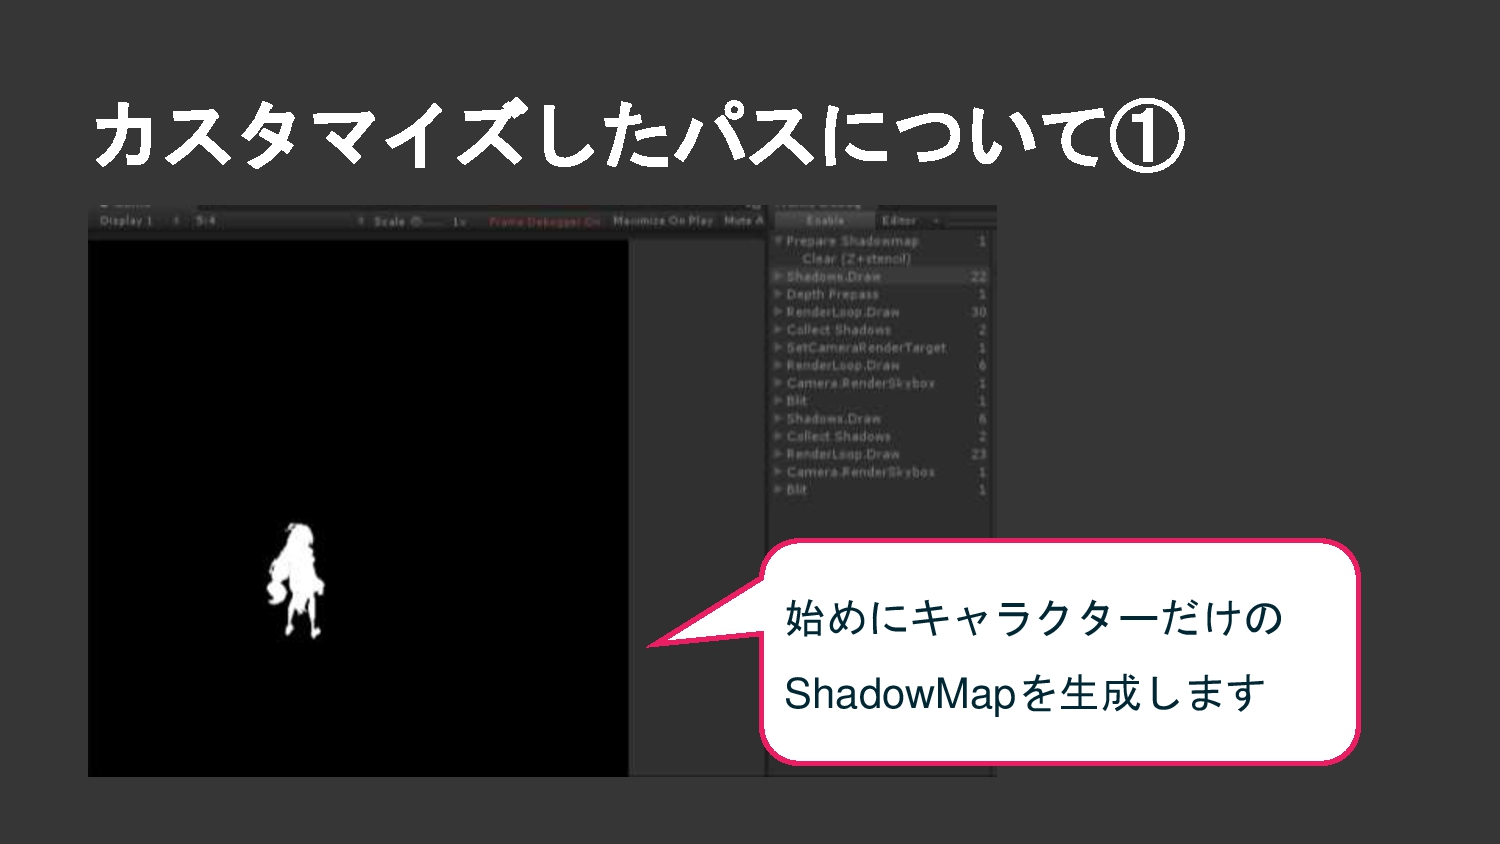 カスタマイズしたパスについて①
Display 1 5:4 Scale 1x Frame Debugger On Maximize On Play Mute A
Enable Editor
Prepare Shadowmap 1
Clear (Z+stencil)
Shadows.Draw 22
Depth Prepass 1
RenderLoop.Draw 30
Collect Shadows 2
SetCameraRenderTarget 1
RenderLoop.Draw 6
Camera.RenderSkybox 1
Blit 1
Shadows.Draw 6
Collect Shadows 2
RenderLoop.Draw 23
Camera.RenderSkybox 1
Blit 1
始めにキャラクターだけの
ShadowMapを生成します